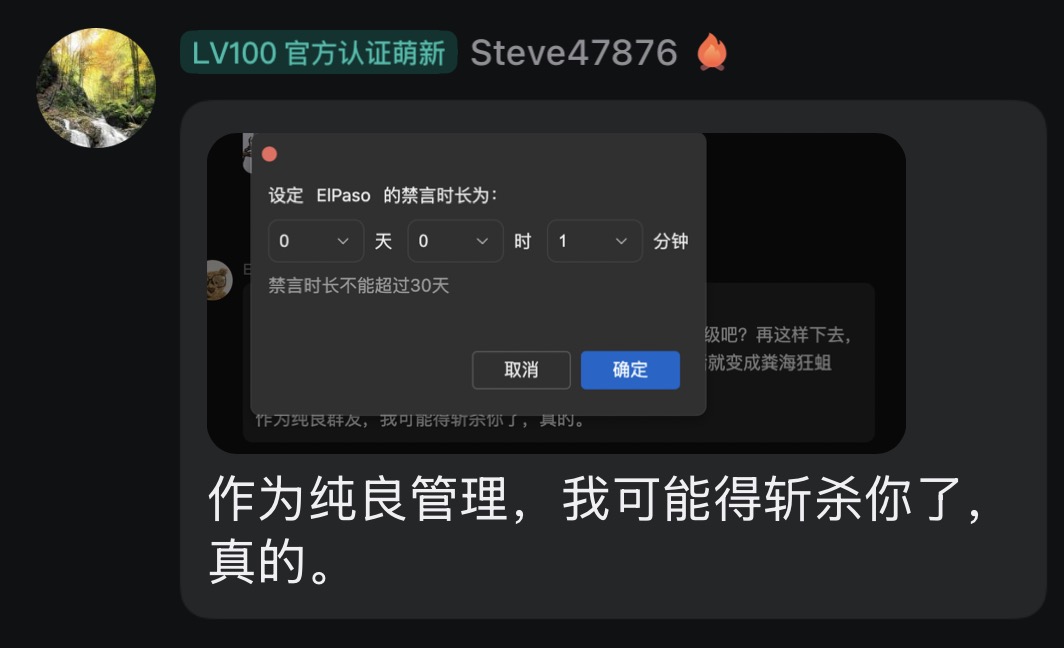 LV100 官方认证萌新 Steve47876
设定 ElPaso 的禁言时长为：
0 天 0 时 1 分钟
禁言时长不能超过30天
级吧？再这样下去，
就变成粪海狂蛆
取消 确定
作为纯良群友，我可能得斩杀你了，真的。
作为纯良管理，我可能得斩杀你了，
真的。